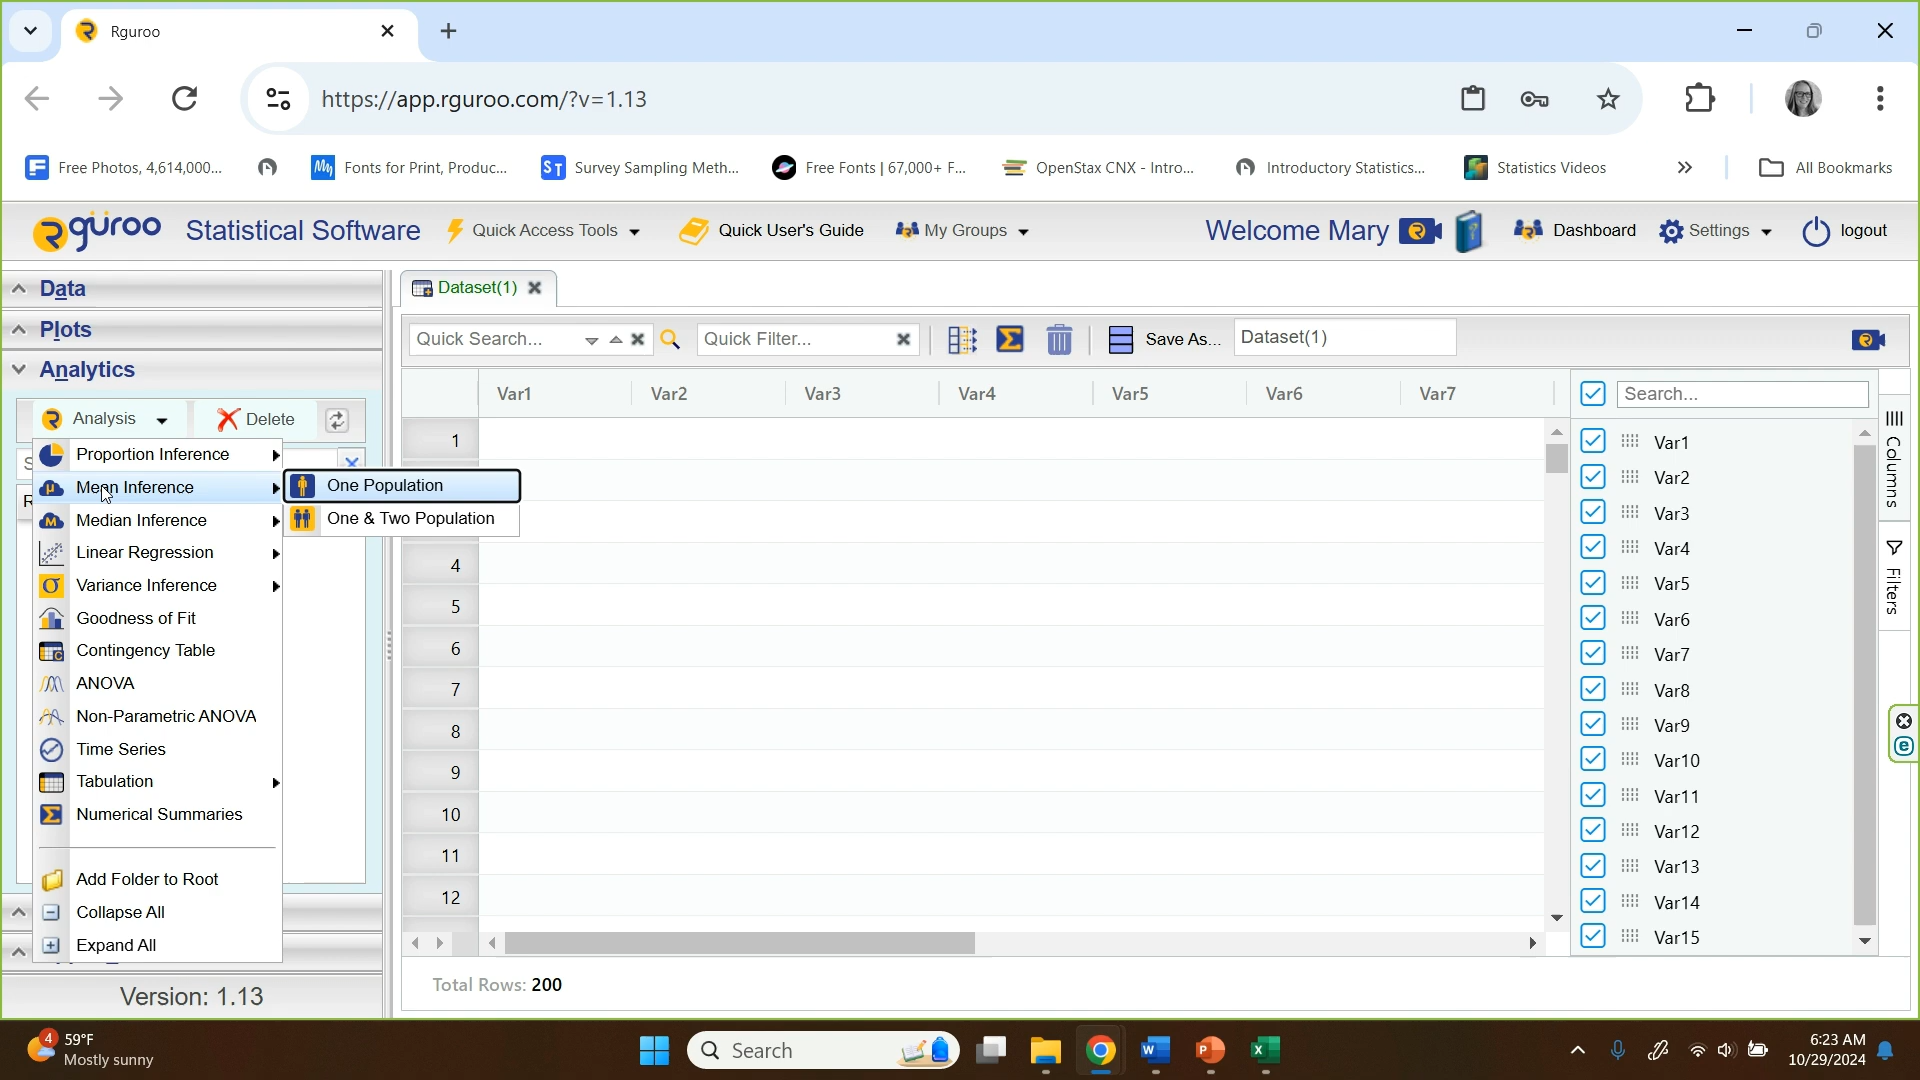 Rguroo
https://app.rguroo.com/?v=1.13
Free Photos, 4,614,000...
Fonts for Print, Produc...
ST Survey Sampling Meth...
Free Fonts | 67,000+ F...
OpenStax CNX - Intro...
Introductory Statistics...
Statistics Videos
All Bookmarks
Rguroo Statistical Software
Quick Access Tools
Quick User's Guide
My Groups
Welcome Mary
Dashboard
Settings
logout
Data
Plots
Analytics
Analysis
Delete
Proportion Inference
Mean Inference
Median Inference
Linear Regression
Variance Inference
Goodness of Fit
Contingency Table
ANOVA
Non-Parametric ANOVA
Time Series
Tabulation
Numerical Summaries
Add Folder to Root
Collapse All
Expand All
Version: 1.13
One Population
One & Two Population
Dataset(1)
Quick Search...
Quick Filter...
Save As...
Dataset(1)
Var1 Var2 Var3 Var4 Var5 Var6 Var7
1
4
5
6
7
8
9
10
11
12
Total Rows: 200
Search...
Var1
Var2
Var3
Var4
Var5
Var6
Var7
Var8
Var9
Var10
Var11
Var12
Var13
Var14
Var15
Columns
Filters
4
59°F
Mostly sunny
Search
6:23 AM
10/29/2024